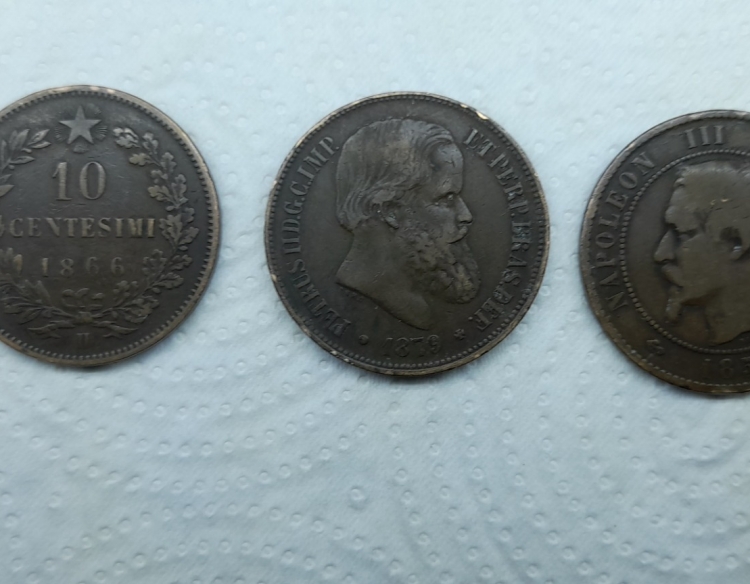 10
CENTESIMI
1866
H
PETRUS II D.G.C.IMP. ET PERP.BRAS.DEF.
1879
NAPOLEON III